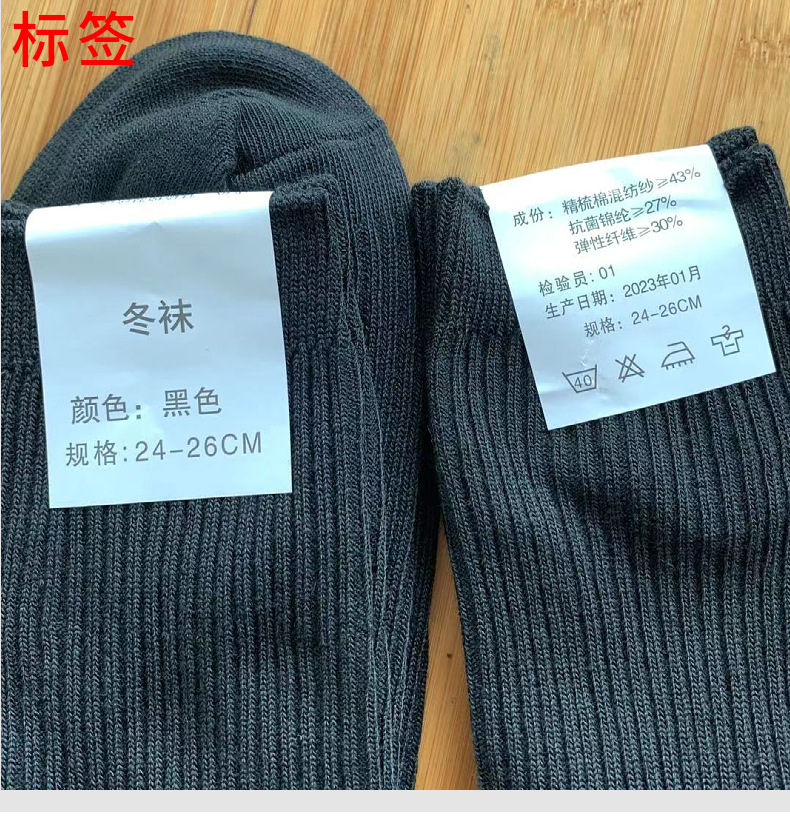 标签
冬袜
颜色：黑色
规格:24-26CM
成份：精梳棉混纺纱≥43%
抗菌锦纶≥27%
弹性纤维≥30%
检验员：01
生产日期：2023年01月
规格：24-26CM
40